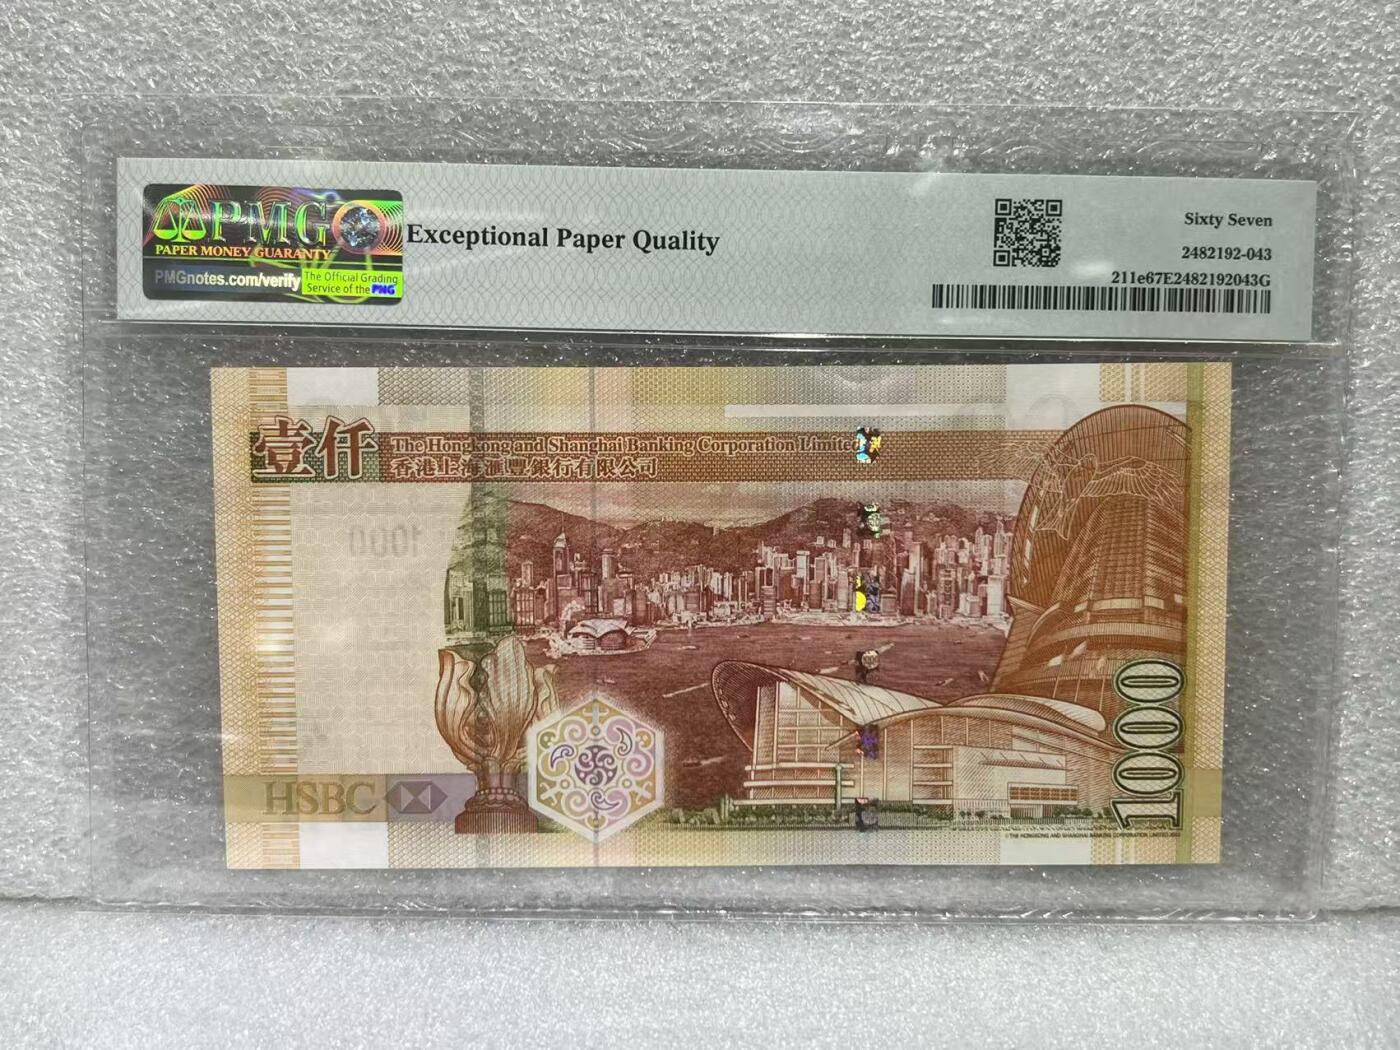 PMG
PAPER MONEY GUARANTY
PMGnotes.com/verify
The Official Grading
Service of the PNG
Exceptional Paper Quality
Sixty Seven
2482192-043
211e67E2482192043G
壹仟
The Hongkong and Shanghai Banking Corporation Limited
香港上海滙豐銀行有限公司
1000
HSBC
1000